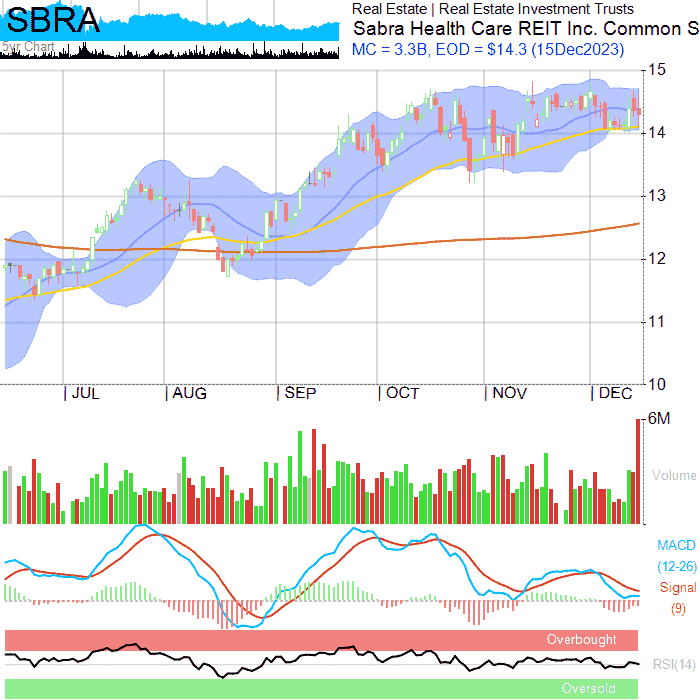 SBRA
5yr Chart
Real Estate | Real Estate Investment Trusts
Sabra Health Care REIT Inc. Common S
MC = 3.3B, EOD = $14.3 (15Dec2023)
15
14
13
12
11
10
| JUL | AUG | SEP | OCT | NOV | DEC
6M
Volume
MACD
(12-26)
Signal
(9)
Overbought
RSI(14)
Oversold